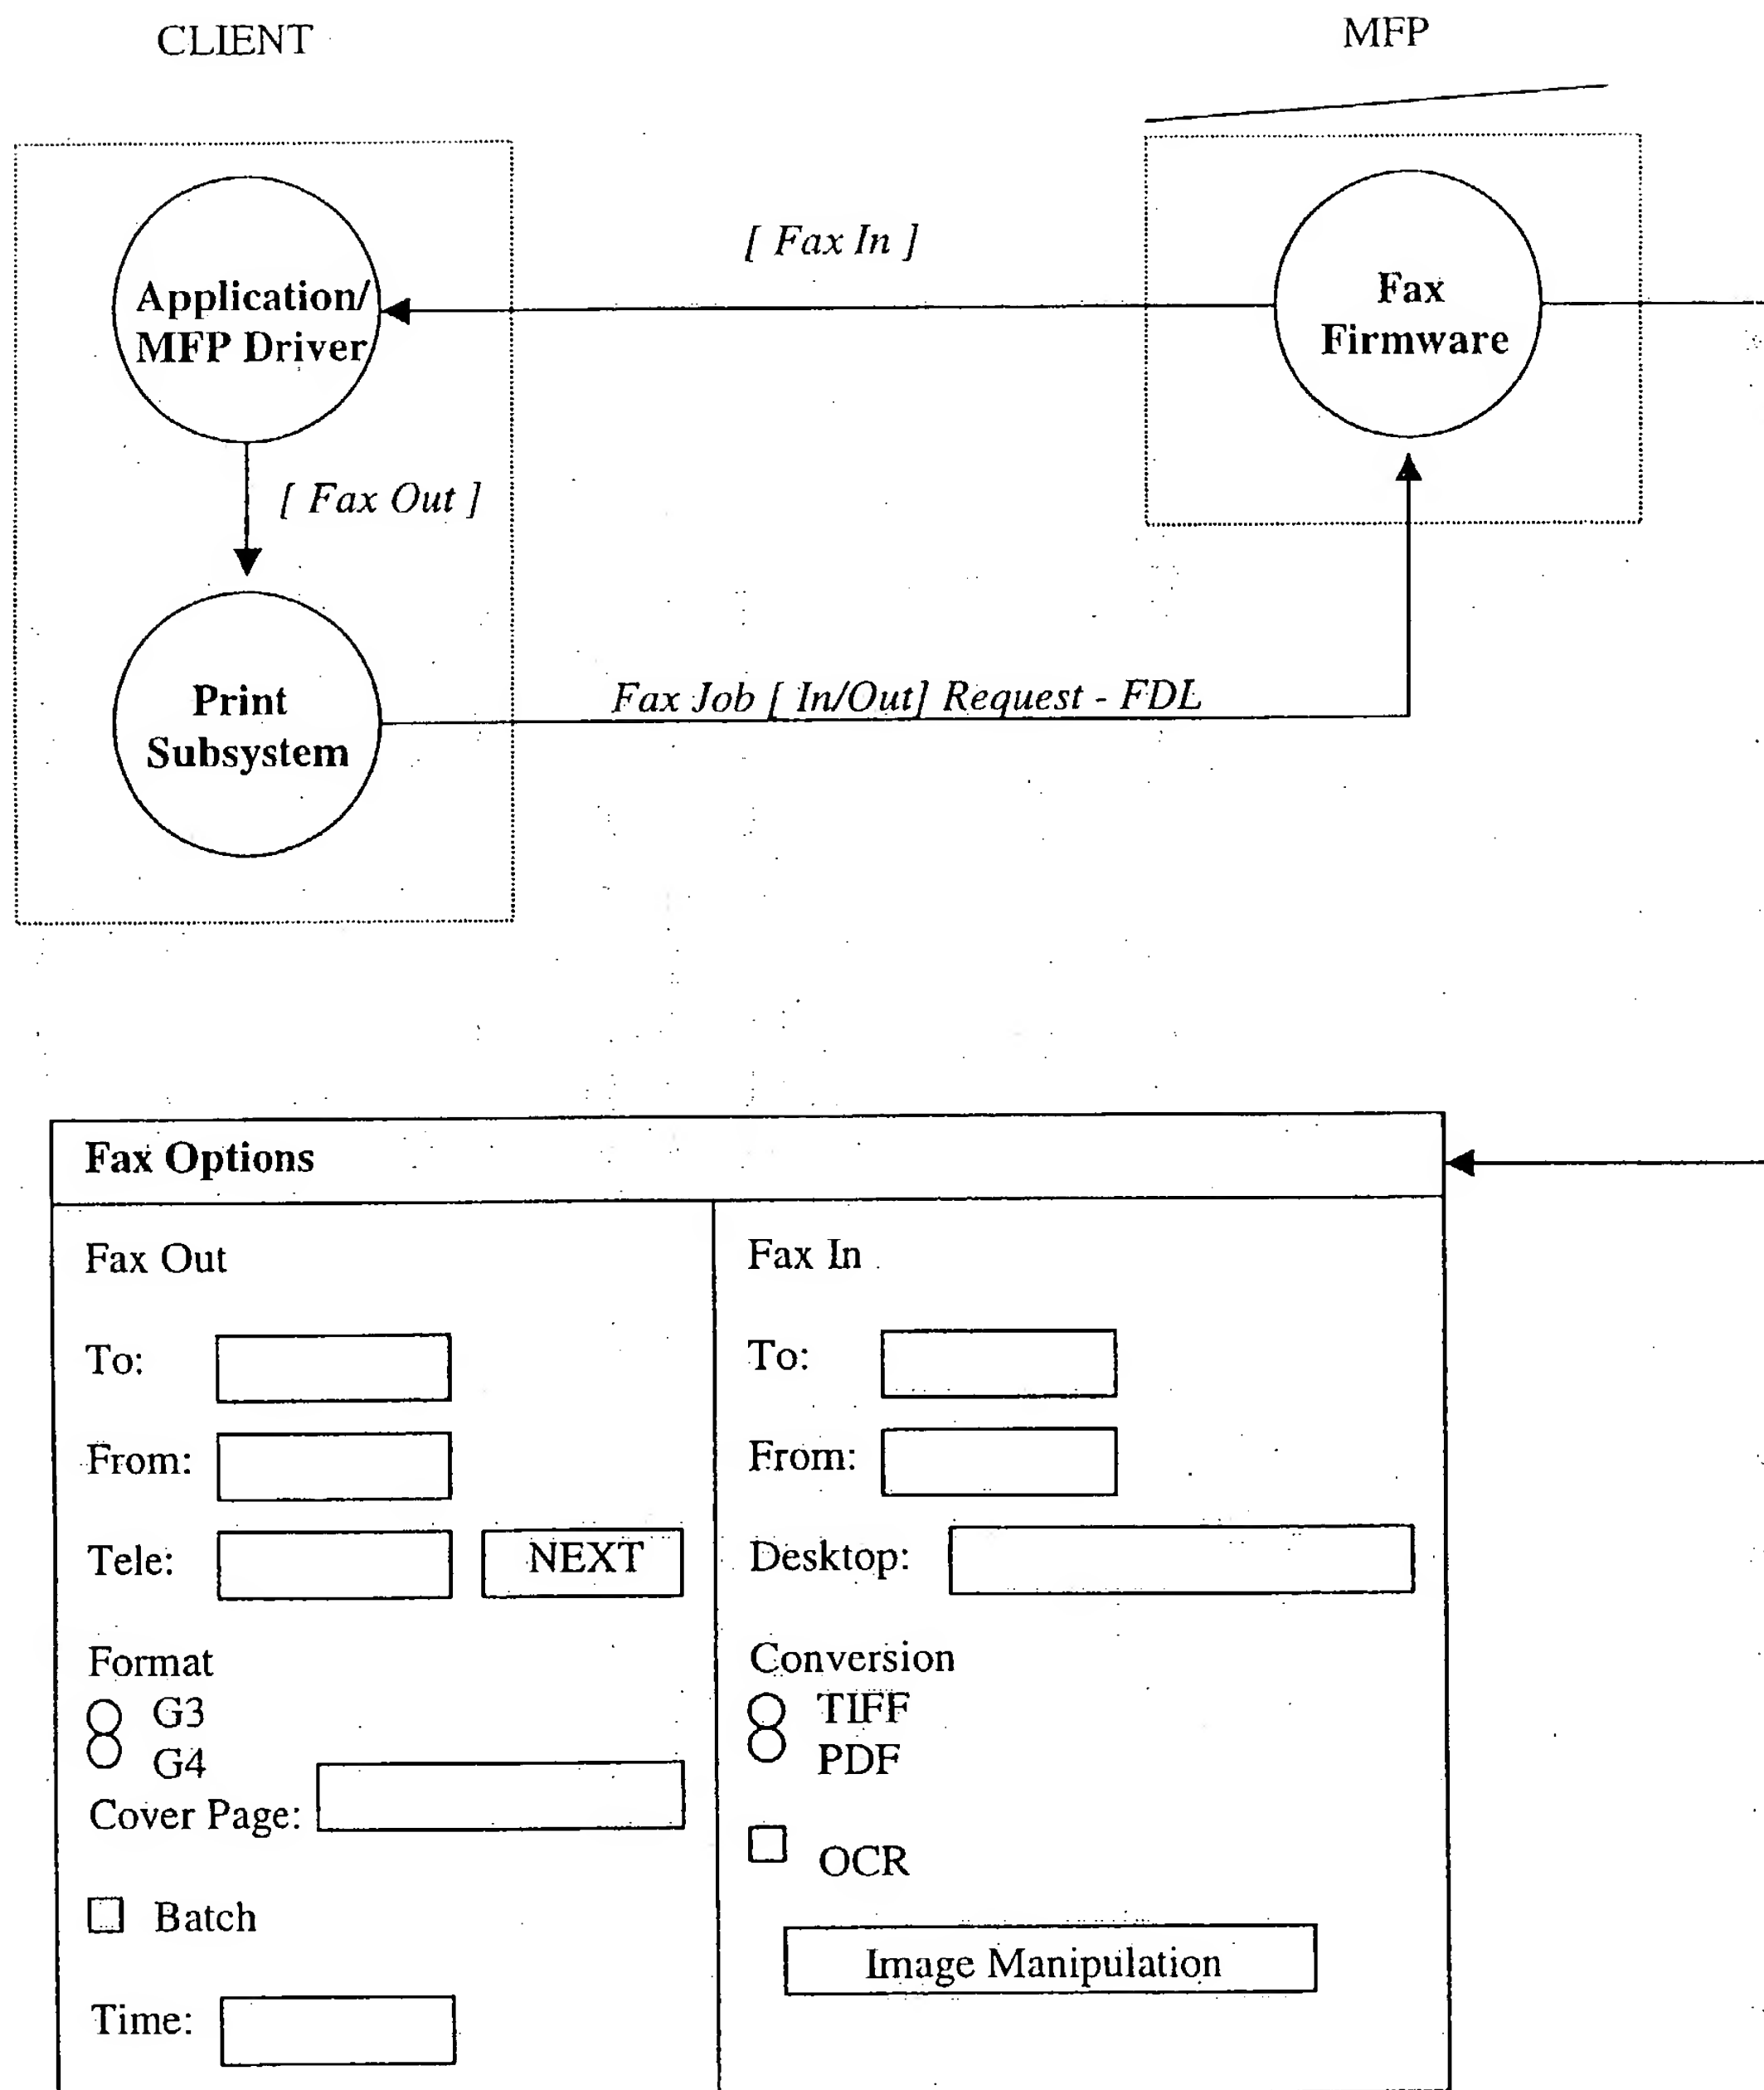 CLIENT
MFP
[ Fax In ]
Application/
MFP Driver
Fax
Firmware
[ Fax Out ]
Print
Subsystem
Fax Job [ In/Out] Request - FDL
Fax Options
Fax Out
To:
From:
Tele:
NEXT
Format
G3
G4
Cover Page:
Batch
Time:
Fax In
To:
From:
Desktop:
Conversion
TIFF
PDF
OCR
Image Manipulation